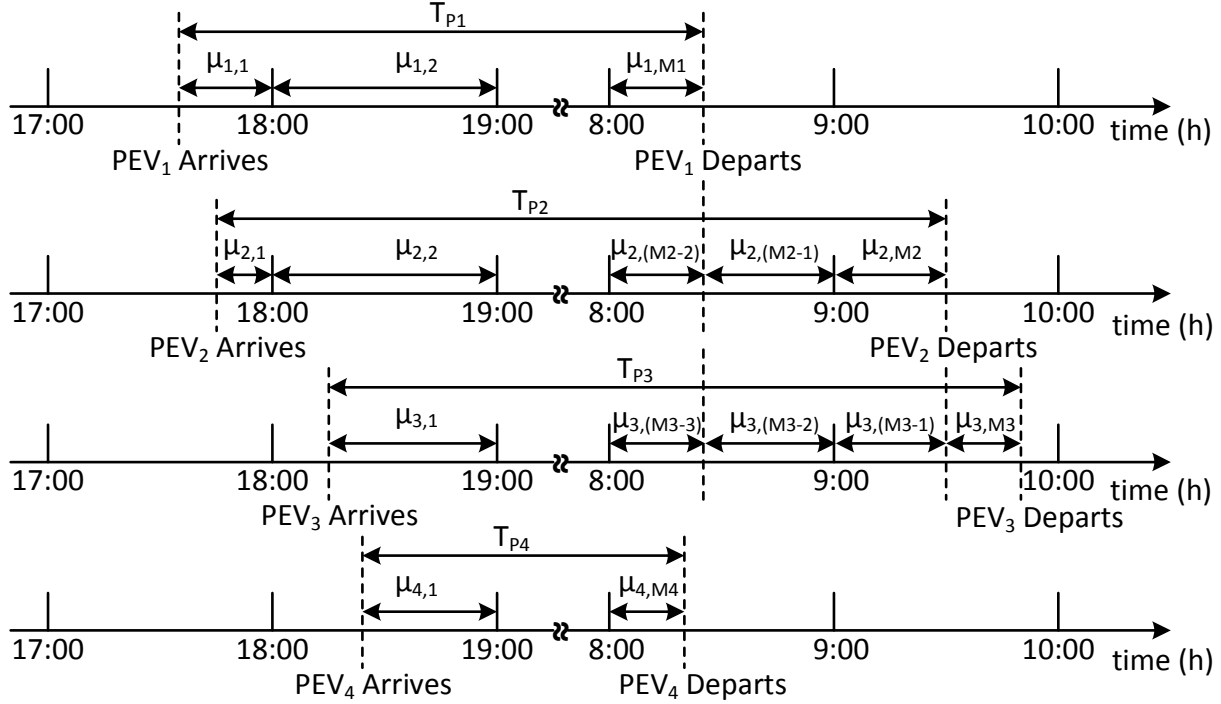 T_P1
μ_1,1 μ_1,2 μ_1,M1
17:00 18:00 19:00 8:00 9:00 10:00 time (h)
PEV_1 Arrives PEV_1 Departs
T_P2
μ_2,1 μ_2,2 μ_2,(M2-2) μ_2,(M2-1) μ_2,M2
17:00 18:00 19:00 8:00 9:00 10:00 time (h)
PEV_2 Arrives PEV_2 Departs
T_P3
μ_3,1 μ_3,(M3-3) μ_3,(M3-2) μ_3,(M3-1) μ_3,M3
17:00 18:00 19:00 8:00 9:00 10:00 time (h)
PEV_3 Arrives PEV_3 Departs
T_P4
μ_4,1 μ_4,M4
17:00 18:00 19:00 8:00 9:00 10:00 time (h)
PEV_4 Arrives PEV_4 Departs